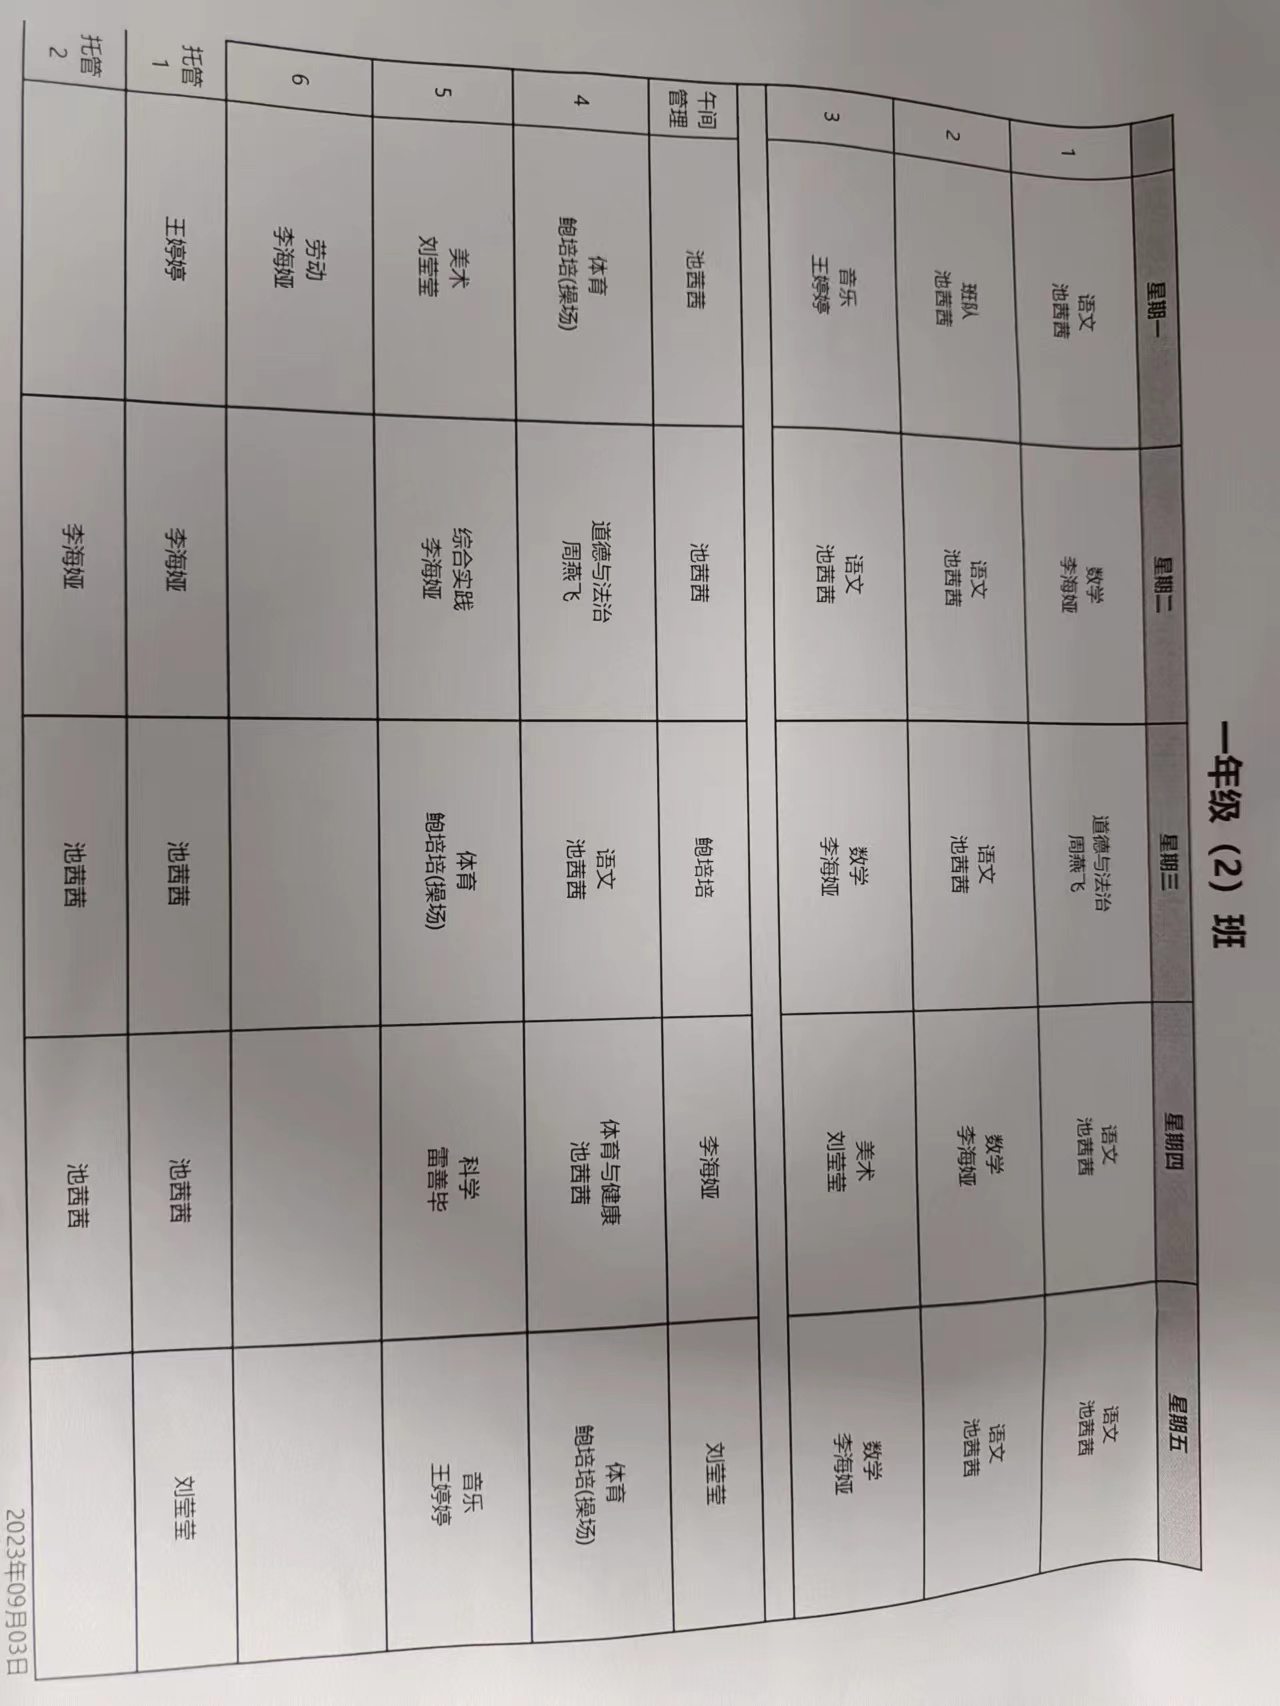 一年级（2）班
星期一 星期二 星期三 星期四 星期五
1 语文 数学 道德与法治 语文 语文
池茜茜 李海娅 周燕飞 池茜茜 池茜茜
2 班队 语文 语文 数学 语文
池茜茜 池茜茜 池茜茜 李海娅 池茜茜
3 音乐 语文 数学 美术 数学
王婷婷 池茜茜 李海娅 刘莹莹 李海娅
午间 管理 池茜茜 池茜茜 鲍培培 李海娅 刘莹莹
4 体育 道德与法治 语文 体育与健康 体育
鲍培培(操场) 周燕飞 池茜茜 池茜茜 鲍培培(操场)
5 美术 综合实践 体育 科学 音乐
刘莹莹 李海娅 鲍培培(操场) 雷善毕 王婷婷
6 劳动
李海娅
托管 1 王婷婷 李海娅 池茜茜 池茜茜 刘莹莹
托管 2 李海娅 池茜茜 池茜茜
2023年09月03日